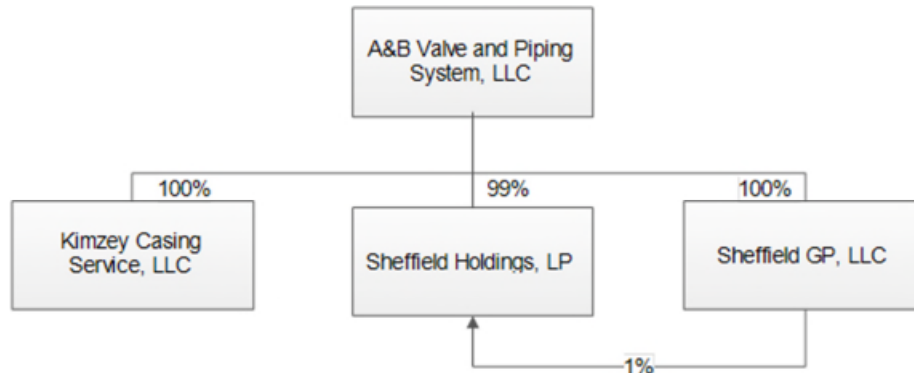 A&B Valve and Piping
System, LLC
100%
99%
100%
Kimzey Casing
Service, LLC
Sheffield Holdings, LP
Sheffield GP, LLC
1%